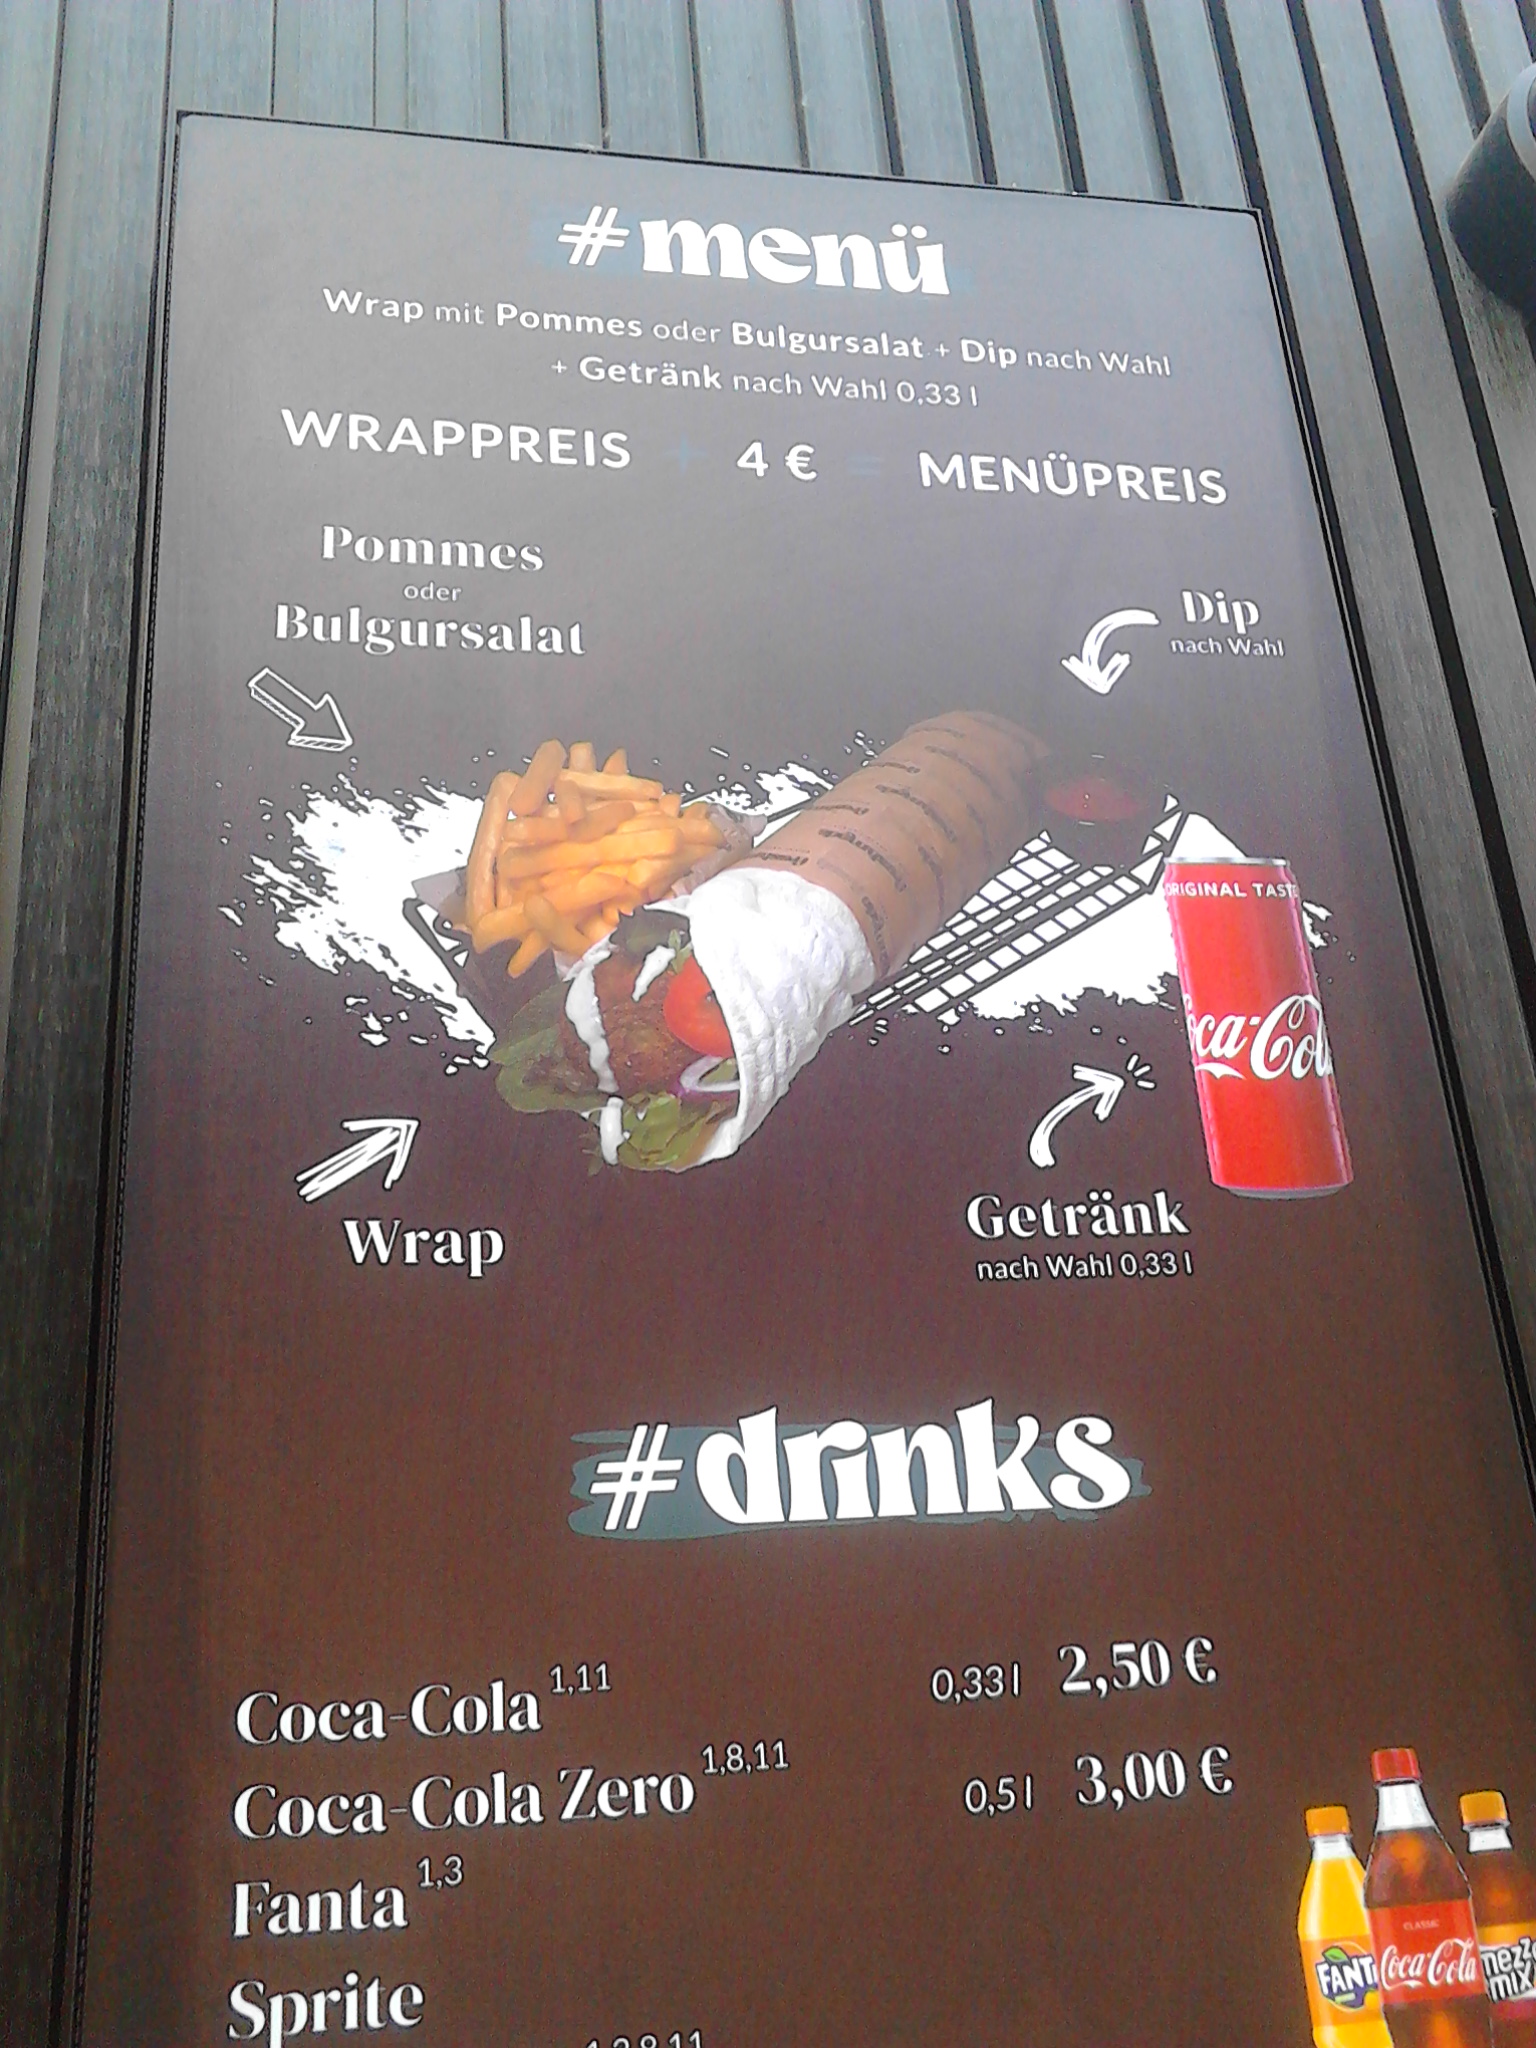 #menü
Wrap mit Pommes oder Bulgursalat + Dip nach Wahl
+ Getränk nach Wahl 0,33 l
WRAPPREIS + 4 € = MENÜPREIS
Pommes
oder
Bulgursalat
Dip
nach Wahl
ORIGINAL TASTE
Coca-Cola
Wrap
Getränk
nach Wahl 0,33 l
#drinks
Coca-Cola 1,11 0,33 l 2,50 €
Coca-Cola Zero 1,8,11 0,5 l 3,00 €
Fanta 1,3
Sprite
FANTA
CLASSIC
Coca-Cola
mezzo
mix